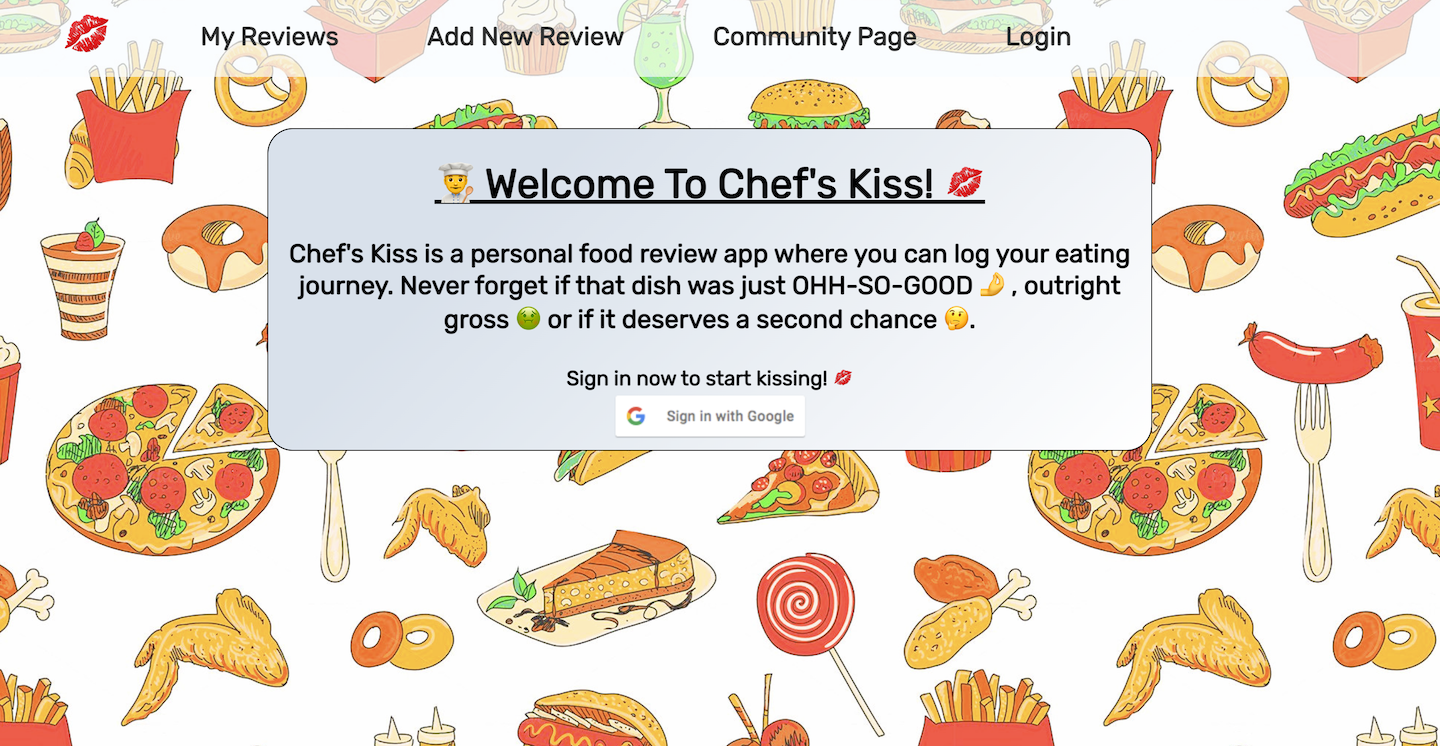 💋 My Reviews Add New Review Community Page Login
👨‍🍳 Welcome To Chef's Kiss! 💋
Chef's Kiss is a personal food review app where you can log your eating
journey. Never forget if that dish was just OHH-SO-GOOD 🤌 , outright
gross 🤢 or if it deserves a second chance 🤔.
Sign in now to start kissing! 💋
Sign in with Google